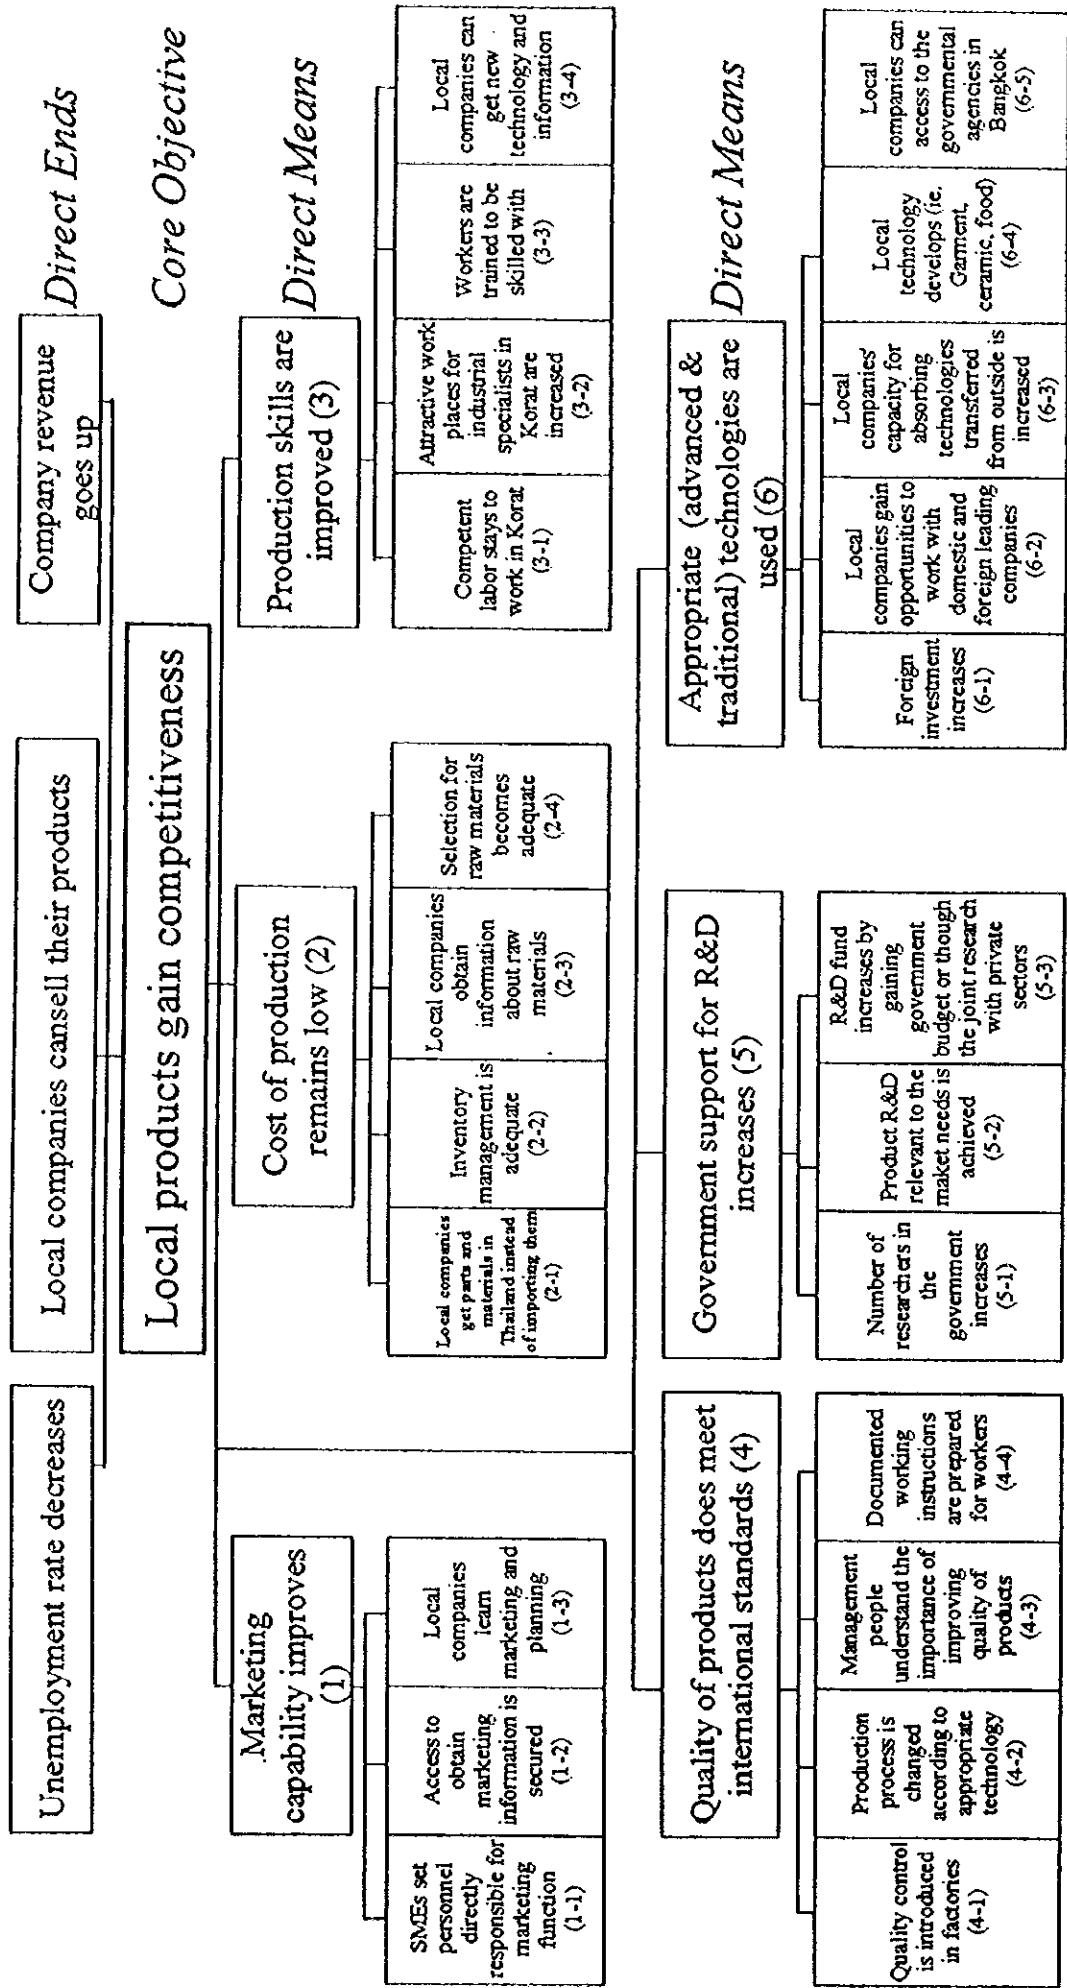 Unemployment rate decreases
Local companies cansell their products
Company revenue
goes up
Direct Ends
Local products gain competitiveness
Core Objective
Marketing
capability improves
(1)
Cost of production
remains low (2)
Production skills are
improved (3)
Direct Means
SMEs set
personnel
directly
responsible for
marketing
function
(1-1)
Access to
obtain
marketing
information is
secured
(1-2)
Local
companies
learn
marketing and
planning
(1-3)
Local companies
get parts and
materials in
Thailand instead
of importing them
(2-1)
Inventory
management is
adequate
(2-2)
Local companies
obtain
information
about raw
materials
(2-3)
Selection for
raw materials
becomes
adequate
(2-4)
Competent
labor stays to
work in Korat
(3-1)
Attractive work
places for
industrial
specialists in
Korat are
increased
(3-2)
Workers are
trained to be
skilled with
(3-3)
Local
companies can
get new
technology and
information
(3-4)
Quality of products does meet
international standards (4)
Government support for R&D
increases (5)
Appropriate (advanced &
traditional) technologies are
used (6)
Direct Means
Quality control
is introduced
in factories
(4-1)
Production
process is
changed
according to
appropriate
technology
(4-2)
Management
people
understand the
importance of
improving
quality of
products
(4-3)
Documented
working
instructions
are prepared
for workers
(4-4)
Number of
researchers in
the
government
increases
(5-1)
Product R&D
relevant to the
maket needs is
achieved
(5-2)
R&D fund
increases by
gaining
government
budget or though
the joint research
with private
sectors
(5-3)
Foreign
investment
increases
(6-1)
Local
companies gain
opportunities to
work with
domestic and
foreign leading
companies
(6-2)
Local
companies'
capacity for
absorbing
technologies
transferred
from outside is
increased
(6-3)
Local
technology
develops (ie.
Garment,
ceramic, food)
(6-4)
Local
companies can
access to the
governmental
agencies in
Bangkok
(6-5)